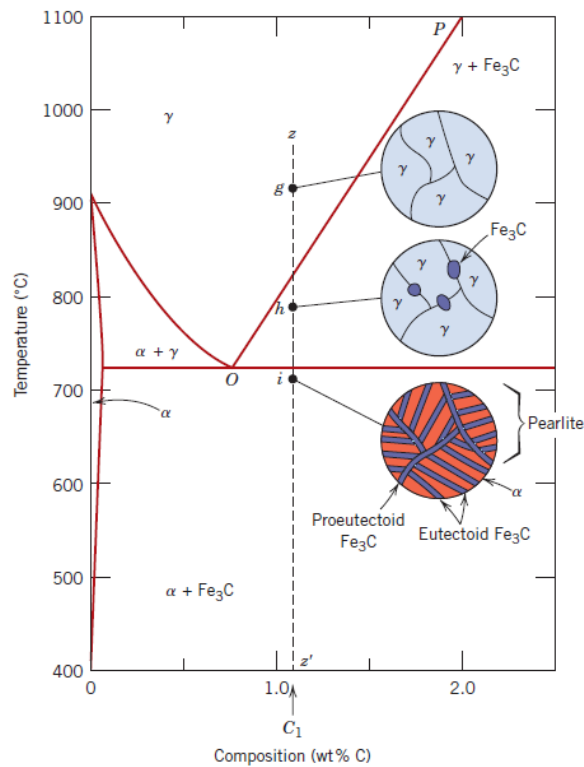 1100
P
γ + Fe3C
1000
γ
z
γ
γ
γ
γ
g
900
Fe3C
γ
γ
800
h
γ
γ
α + γ
Temperature (°C)
O
i
700
α
Pearlite
600
α
Proeutectoid
Fe3C
Eutectoid Fe3C
500
α + Fe3C
z'
400
0
1.0
2.0
C1
Composition (wt% C)